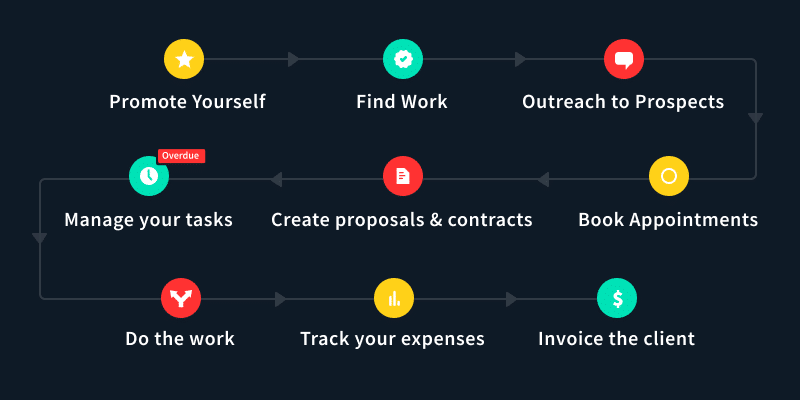 Promote Yourself
Find Work
Outreach to Prospects
Overdue
Manage your tasks
Create proposals & contracts
Book Appointments
Do the work
Track your expenses
Invoice the client